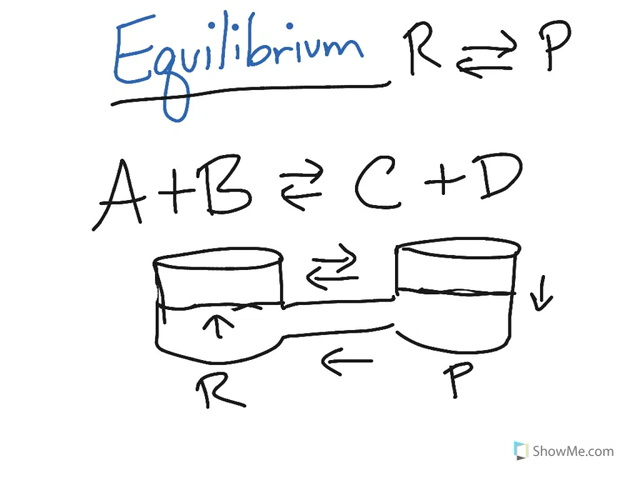 Equilibrium R ⇌ P
A + B ⇌ C + D
⇌
↑ ↓
←
R P
ShowMe.com